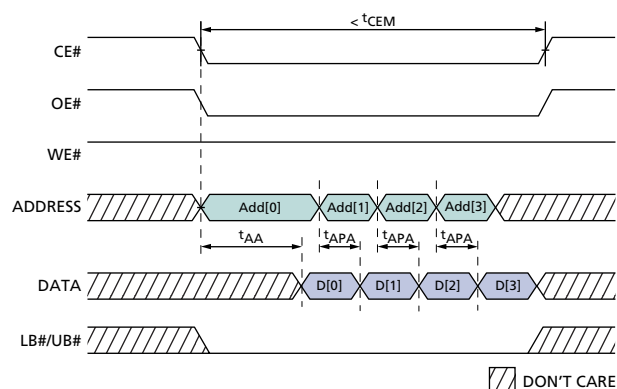 < tCEM
CE#
OE#
WE#
ADDRESS
Add[0] Add[1] Add[2] Add[3]
tAA tAPA tAPA tAPA
DATA
D[0] D[1] D[2] D[3]
LB#/UB#
DON'T CARE